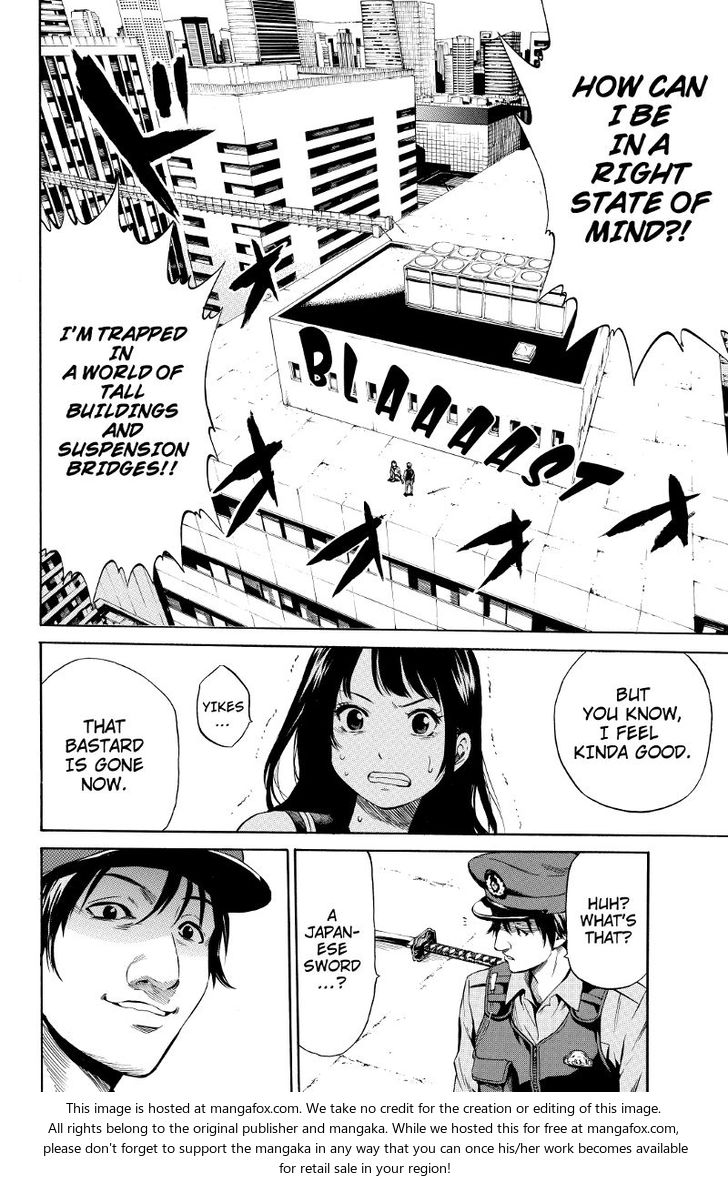 HOW CAN
I BE
IN A
RIGHT
STATE OF
MIND?!
ド
I'M TRAPPED
IN
A WORLD OF
TALL
BUILDINGS
AND
SUSPENSION
BRIDGES!!
BLAAAAST
BUT
YOU KNOW,
I FEEL
KINDA GOOD.
YIKES
...
THAT
BASTARD
IS GONE
NOW.
HUH?
WHAT'S
THAT?
A
JAPAN-
ESE
SWORD
...?
This image is hosted at mangafox.com. We take no credit for the creation or editing of this image.
All rights belong to the original publisher and mangaka. While we hosted this for free at mangafox.com,
please don't forget to support the mangaka in any way that you can once his/her work becomes available
for retail sale in your region!